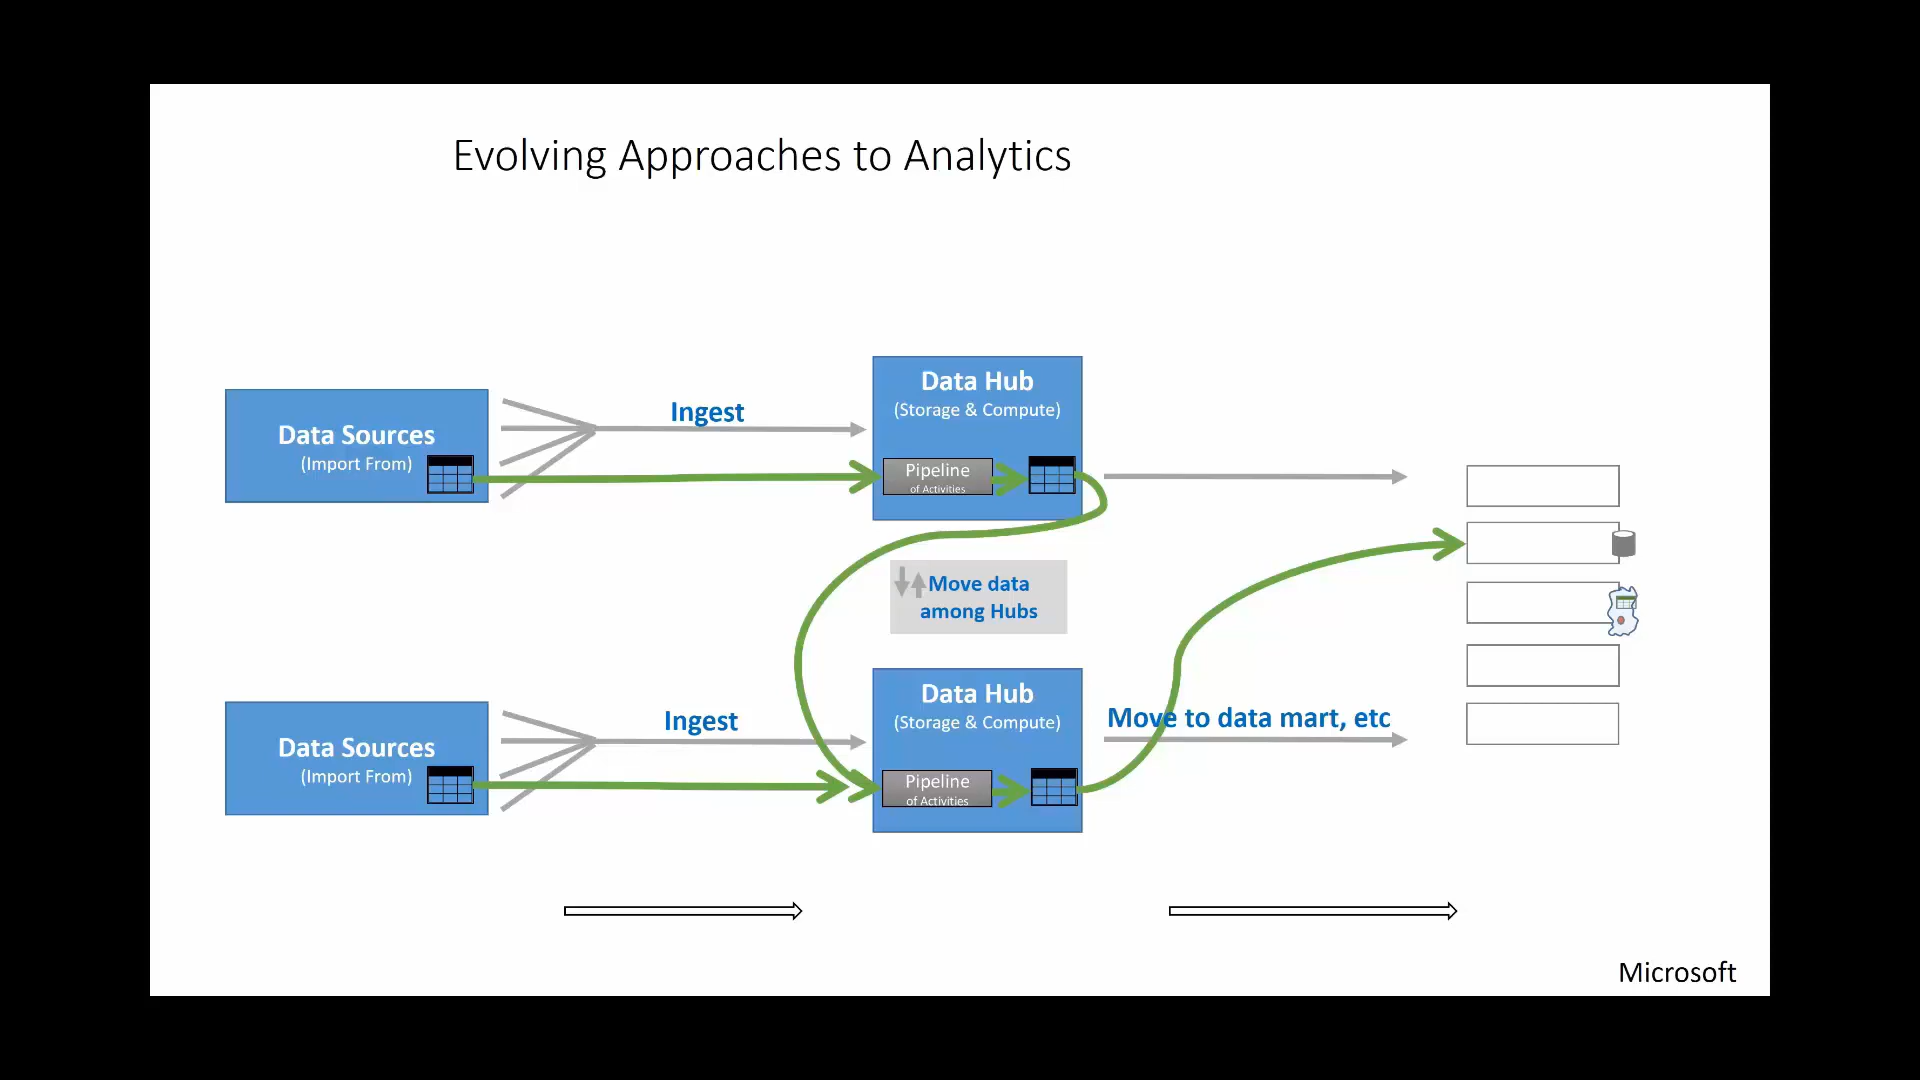 Evolving Approaches to Analytics
Data Hub
(Storage & Compute)
Data Sources
(Import From)
Ingest
Pipeline
of Activities
Move data
among Hubs
Data Hub
(Storage & Compute)
Data Sources
(Import From)
Ingest
Move to data mart, etc
Pipeline
of Activities
Microsoft